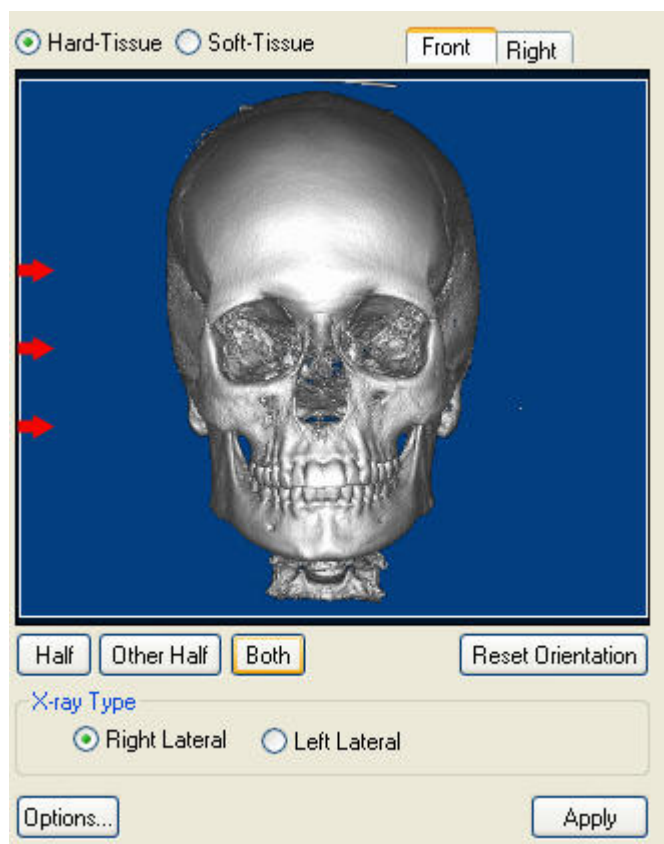 Hard-Tissue Soft-Tissue Front Right
Half Other Half Both Reset Orientation
X-ray Type
Right Lateral Left Lateral
Options... Apply